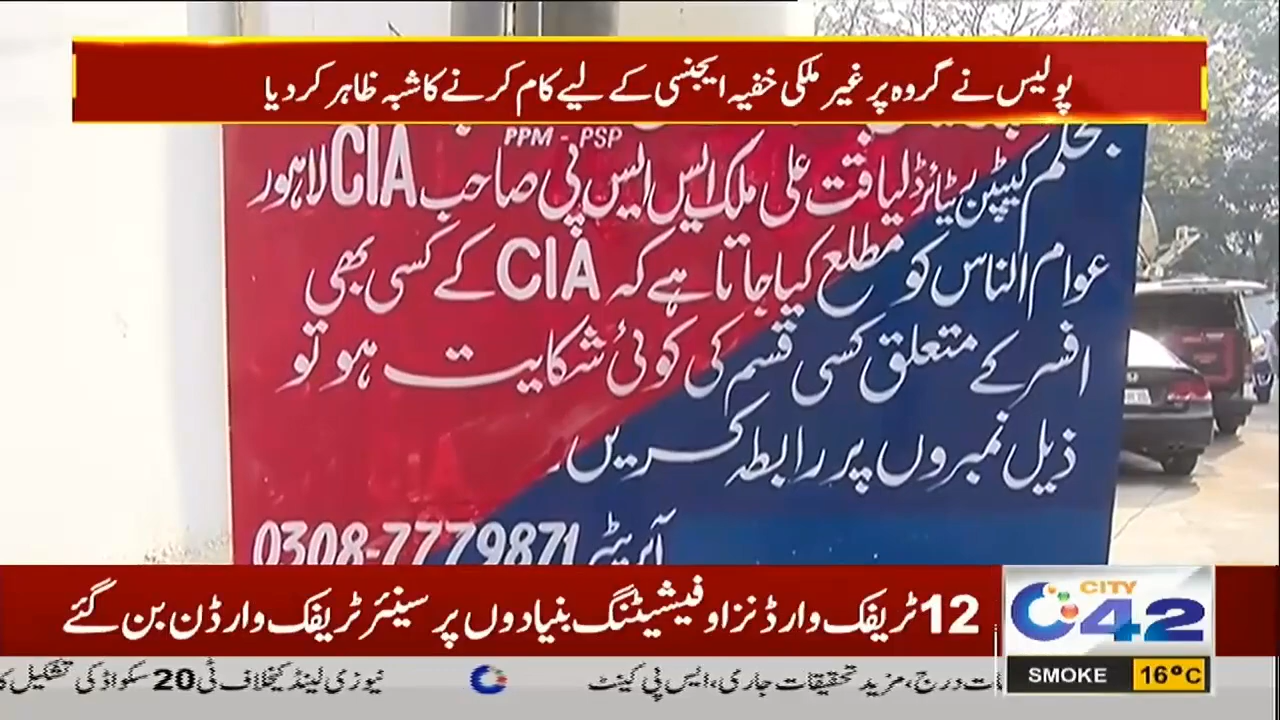 پولیس نے گروہ پر غیر ملکی خفیہ ایجنسی کے لیے کام کرنے کا شبہ ظاہر کر دیا
PPM - PSP
بحکم کیپٹن ریٹائرڈ لیاقت علی ملک ایس ایس پی صاحب CIA لاہور
عوام الناس کو مطلع کیا جاتا ہے کہ CIA کے کسی بھی
افسر کے متعلق کسی قسم کی کوئی شکایت ہو تو
ذیل نمبروں پر رابطہ کریں۔
آپریٹر 0308-7779871
12 ٹریفک وارڈنز اوفیشیٹنگ بنیادوں پر سینئر ٹریفک وارڈن بن گئے
CITY
42
درج، مزید تحقیقات جاری، ایس پی کینٹ
نیوزی لینڈ کیخلاف ٹی 20 سکواڈ کی تشکیل
SMOKE 16°C